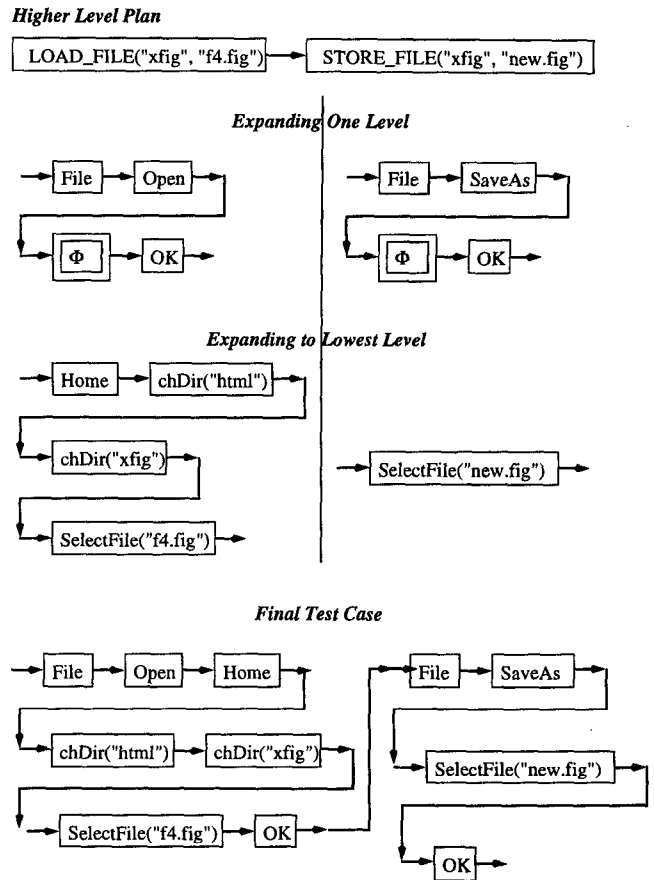 Higher Level Plan
LOAD_FILE("xfig", "f4.fig") STORE_FILE("xfig", "new.fig")
Expanding One Level
File Open File SaveAs
Φ OK Φ OK
Expanding to Lowest Level
Home chDir("html")
chDir("xfig")
SelectFile("new.fig")
SelectFile("f4.fig")
Final Test Case
File Open Home File SaveAs
chDir("html") chDir("xfig") SelectFile("new.fig")
SelectFile("f4.fig") OK
OK